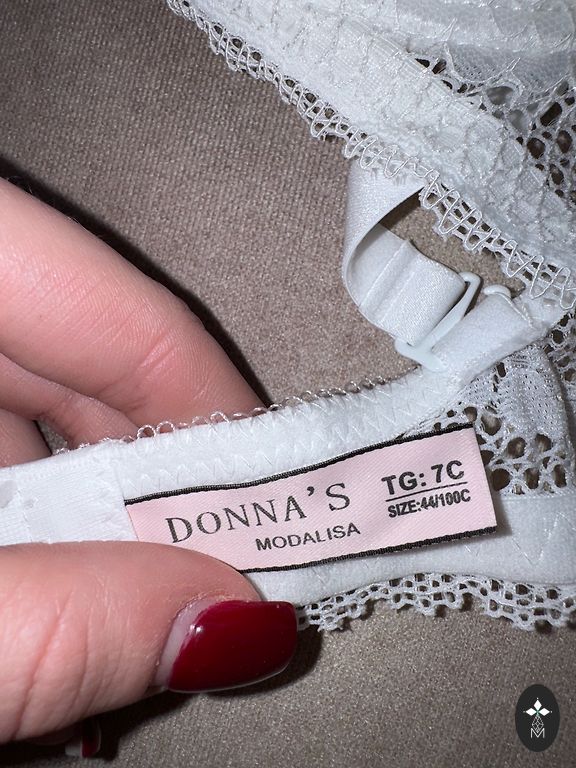 DONNA'S
MODALISA
TG: 7C
SIZE:44/100C
M